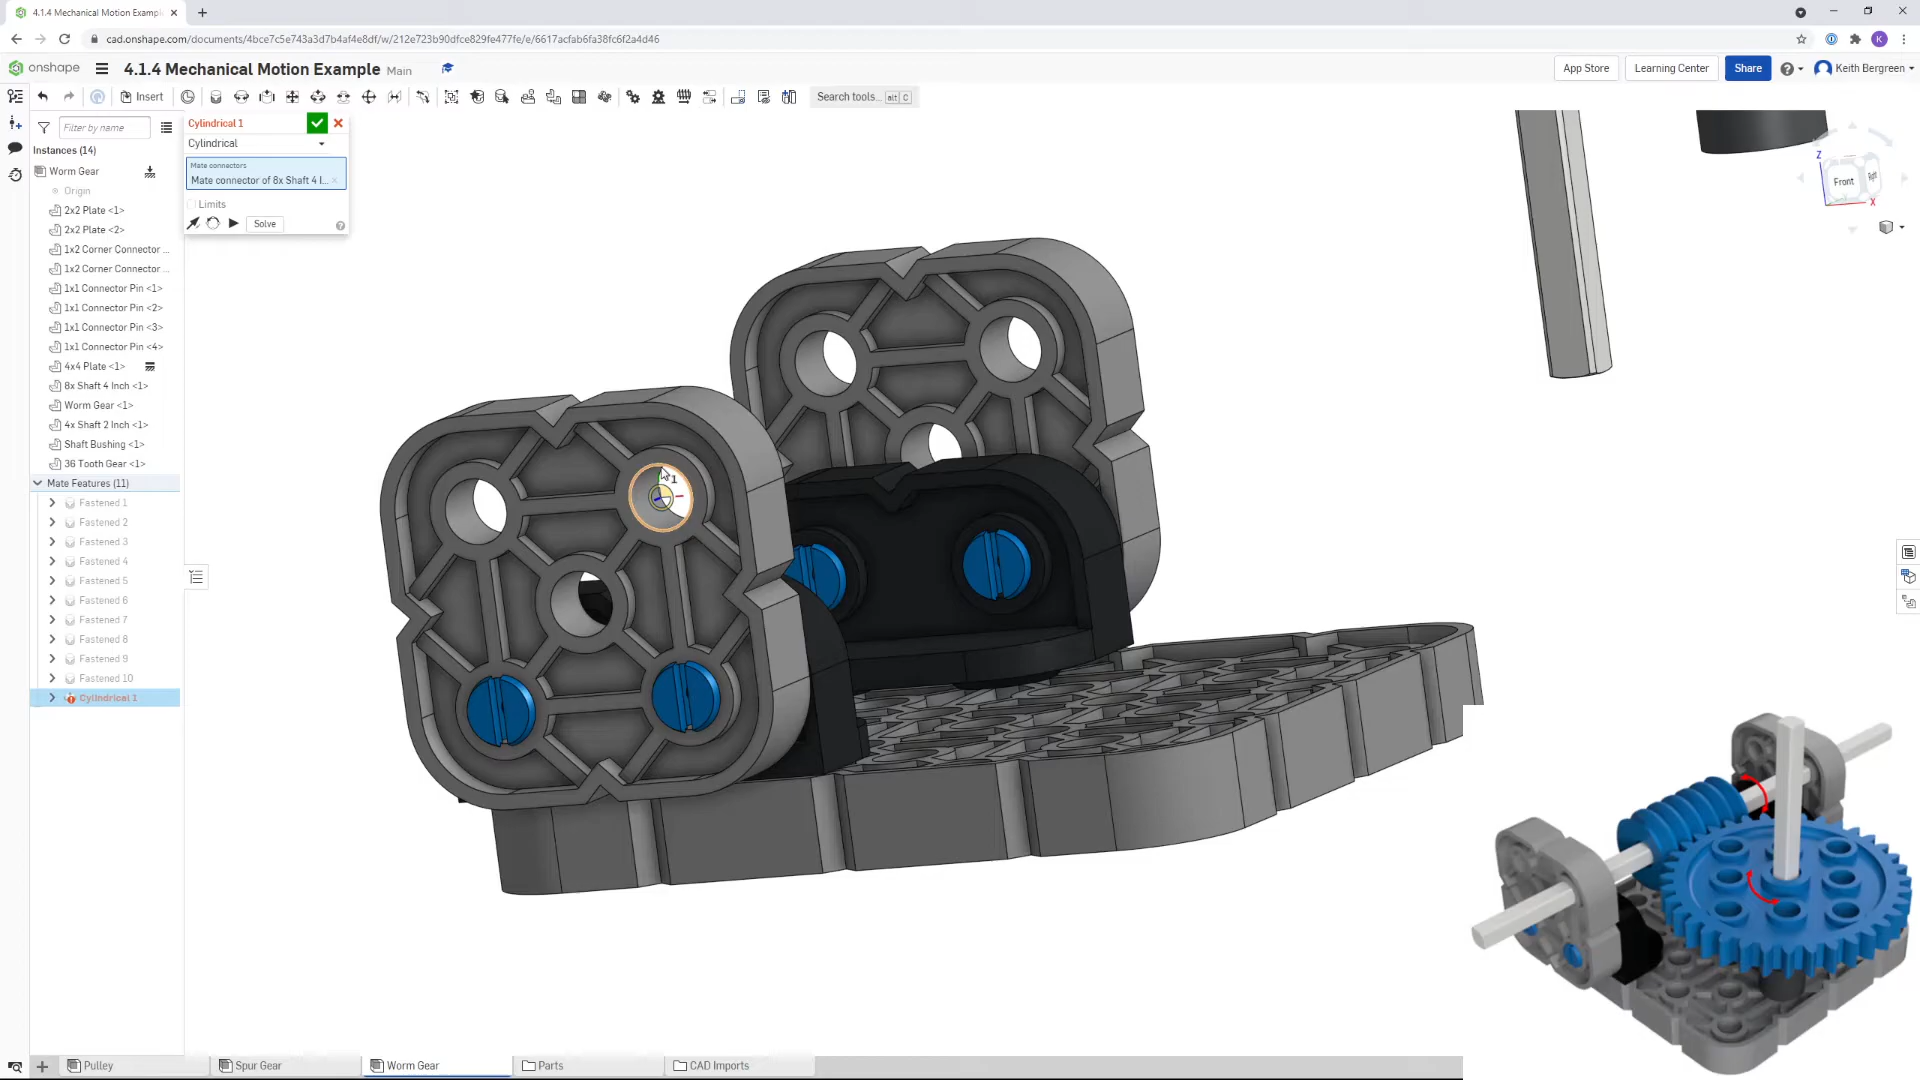 4.1.4 Mechanical Motion Exampl
cad.onshape.com/documents/4bce7c5e743a3d7b4af4e8df/w/212e723b90dfce829fe477fe/e/6617acfab6fa38fc6f2a4d46
K
onshape
4.1.4 Mechanical Motion Example Main
App Store
Learning Center
Share
Keith Bergreen
Insert
Search tools... alt C
Filter by name
Instances (14)
Worm Gear
Origin
2x2 Plate <1>
2x2 Plate <2>
1x2 Corner Connector ...
1x2 Corner Connector ...
1x1 Connector Pin <1>
1x1 Connector Pin <2>
1x1 Connector Pin <3>
1x1 Connector Pin <4>
4x4 Plate <1>
8x Shaft 4 Inch <1>
Worm Gear <1>
4x Shaft 2 Inch <1>
Shaft Bushing <1>
36 Tooth Gear <1>
Mate Features (11)
Fastened 1
Fastened 2
Fastened 3
Fastened 4
Fastened 5
Fastened 6
Fastened 7
Fastened 8
Fastened 9
Fastened 10
Cylindrical 1
Cylindrical 1
Cylindrical
Mate connectors
Mate connector of 8x Shaft 4 I...
Limits
Solve
1
Z
Front
Right
X
Pulley
Spur Gear
Worm Gear
Parts
CAD Imports